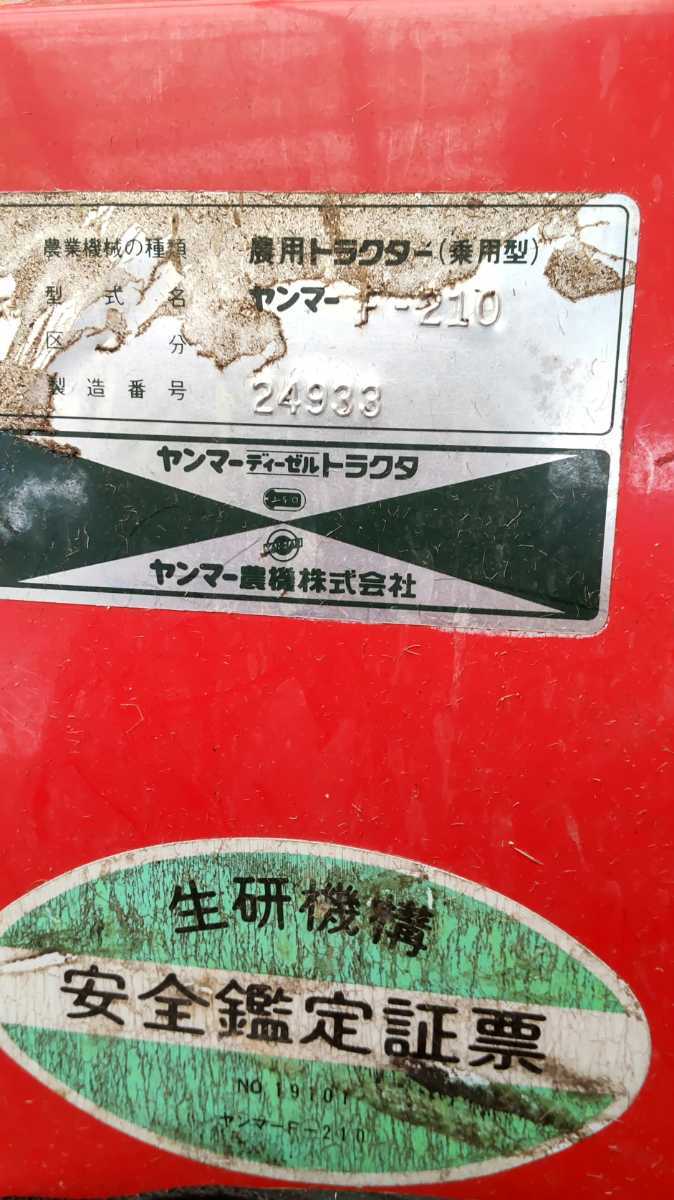 農業機械の種類 農用トラクター(乗用型)
型式名 ヤンマー F-210
区分
製造番号 24933
ヤンマーディーゼルトラクタ
ヤンマー農機株式会社
生研機構
安全鑑定証票
NO 19101
ヤンマーF-210